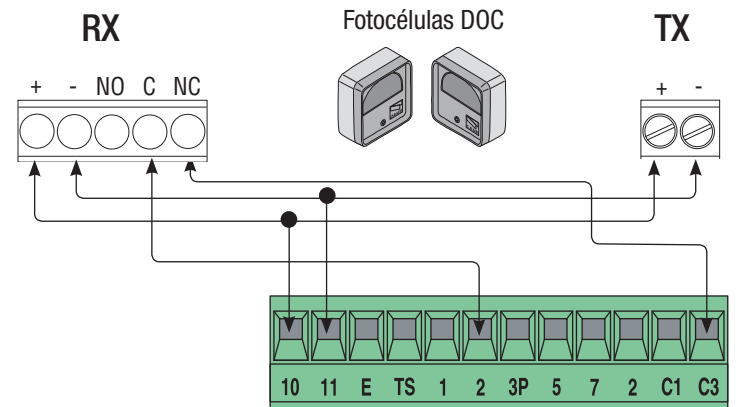 RX Fotocélulas DOC TX
+ - NO C NC + -
10 11 E TS 1 2 3P 5 7 2 C1 C3